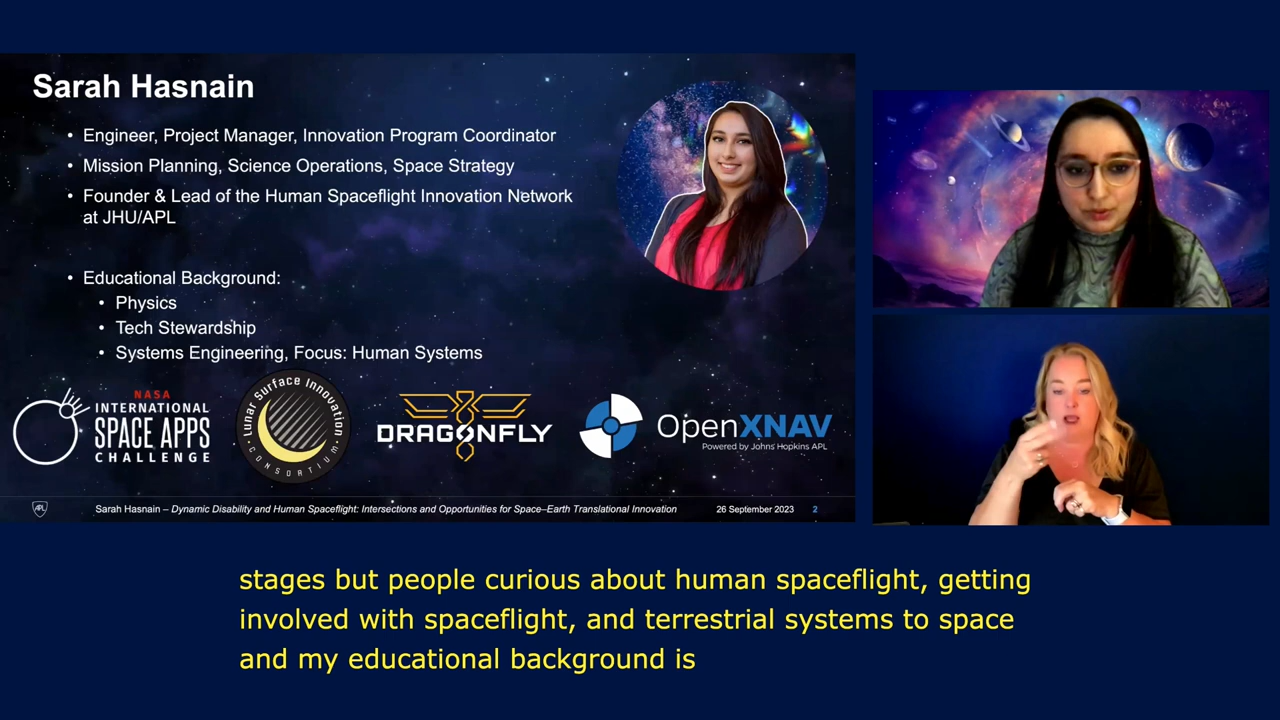 Sarah Hasnain
• Engineer, Project Manager, Innovation Program Coordinator
• Mission Planning, Science Operations, Space Strategy
• Founder & Lead of the Human Spaceflight Innovation Network
at JHU/APL
• Educational Background:
• Physics
• Tech Stewardship
• Systems Engineering, Focus: Human Systems
NASA
INTERNATIONAL
SPACE APPS
CHALLENGE
Lunar Surface Innovation
CONSORTIUM
DRAGONFLY
OpenXNAV
Powered by Johns Hopkins APL
APL
Sarah Hasnain – Dynamic Disability and Human Spaceflight: Intersections and Opportunities for Space–Earth Translational Innovation
26 September 2023
2
stages but people curious about human spaceflight, getting
involved with spaceflight, and terrestrial systems to space
and my educational background is